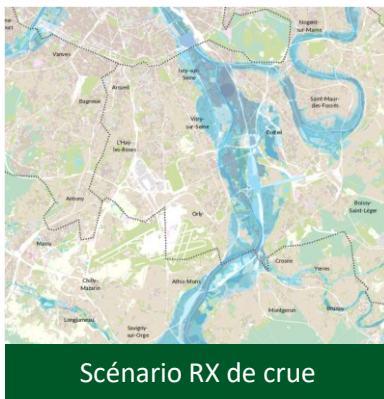 Nogent-
sur-Marne
Vanves
Ivry-sur-
Seine
Arcueil
Bagneux
Saint-Maur-
des-Fossés
Vitry-
sur-Seine
Créteil
L'Haÿ-
les-Roses
Boissy-
Saint-Léger
Antony
Orly
Massy
Crosne
Yerres
Chilly-
Mazarin
Athis-Mons
Brunoy
Longjumeau
Montgeron
Savigny-
sur-Orge
Scénario RX de crue